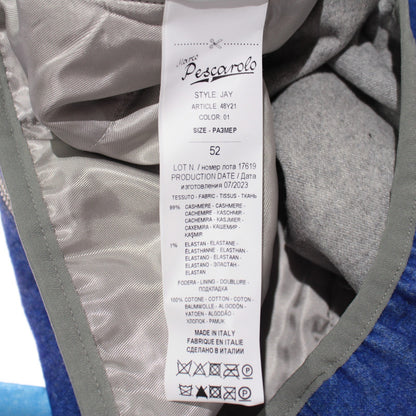 Marco
Pescarolo
STYLE: JAY
ARTICLE: 48Y21
COLOR: 01
SIZE - РАЗМЕР
52
LOT N. / номер лота 17619
PRODUCTION DATE / Дата
изготовления 07/2023
TESSUTO - FABRIC - TISSUS - ТКАНЬ
99% CASHMERE - CASHMERE -
CACHEMIRE - KASCHMIR -
CACHEMIRA - KASJMIER -
CAXEMIRA - КАШЕМИР -
KAŞMIR
1% ELASTAN - ELASTANE -
ÉLASTHANNE - ELASTHAN -
ELASTANO - ELASTAAN -
ELASTANO - ЭЛАСТАН -
ELASTAN
FODERA - LINING - DOUBLURE -
ПОДКЛАДКА
100% COTONE - COTTON - COTON -
BAUMWOLLE - ALGODÓN -
KATOEN - ALGODÃO -
ХЛОПОК - PAMUK
MADE IN ITALY
FABRIQUE EN ITALIE
СДЕЛАНО В ИТАЛИИ
P